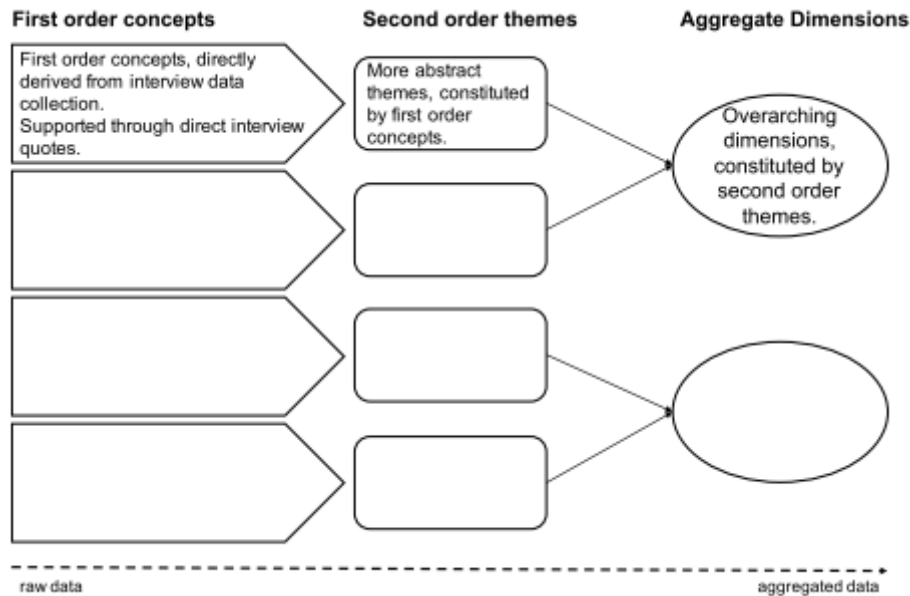 First order concepts
Second order themes
Aggregate Dimensions
First order concepts, directly
derived from interview data
collection.
Supported through direct interview
quotes.
More abstract
themes, constituted
by first order
concepts.
Overarching
dimensions,
constituted by
second order
themes.
raw data
aggregated data